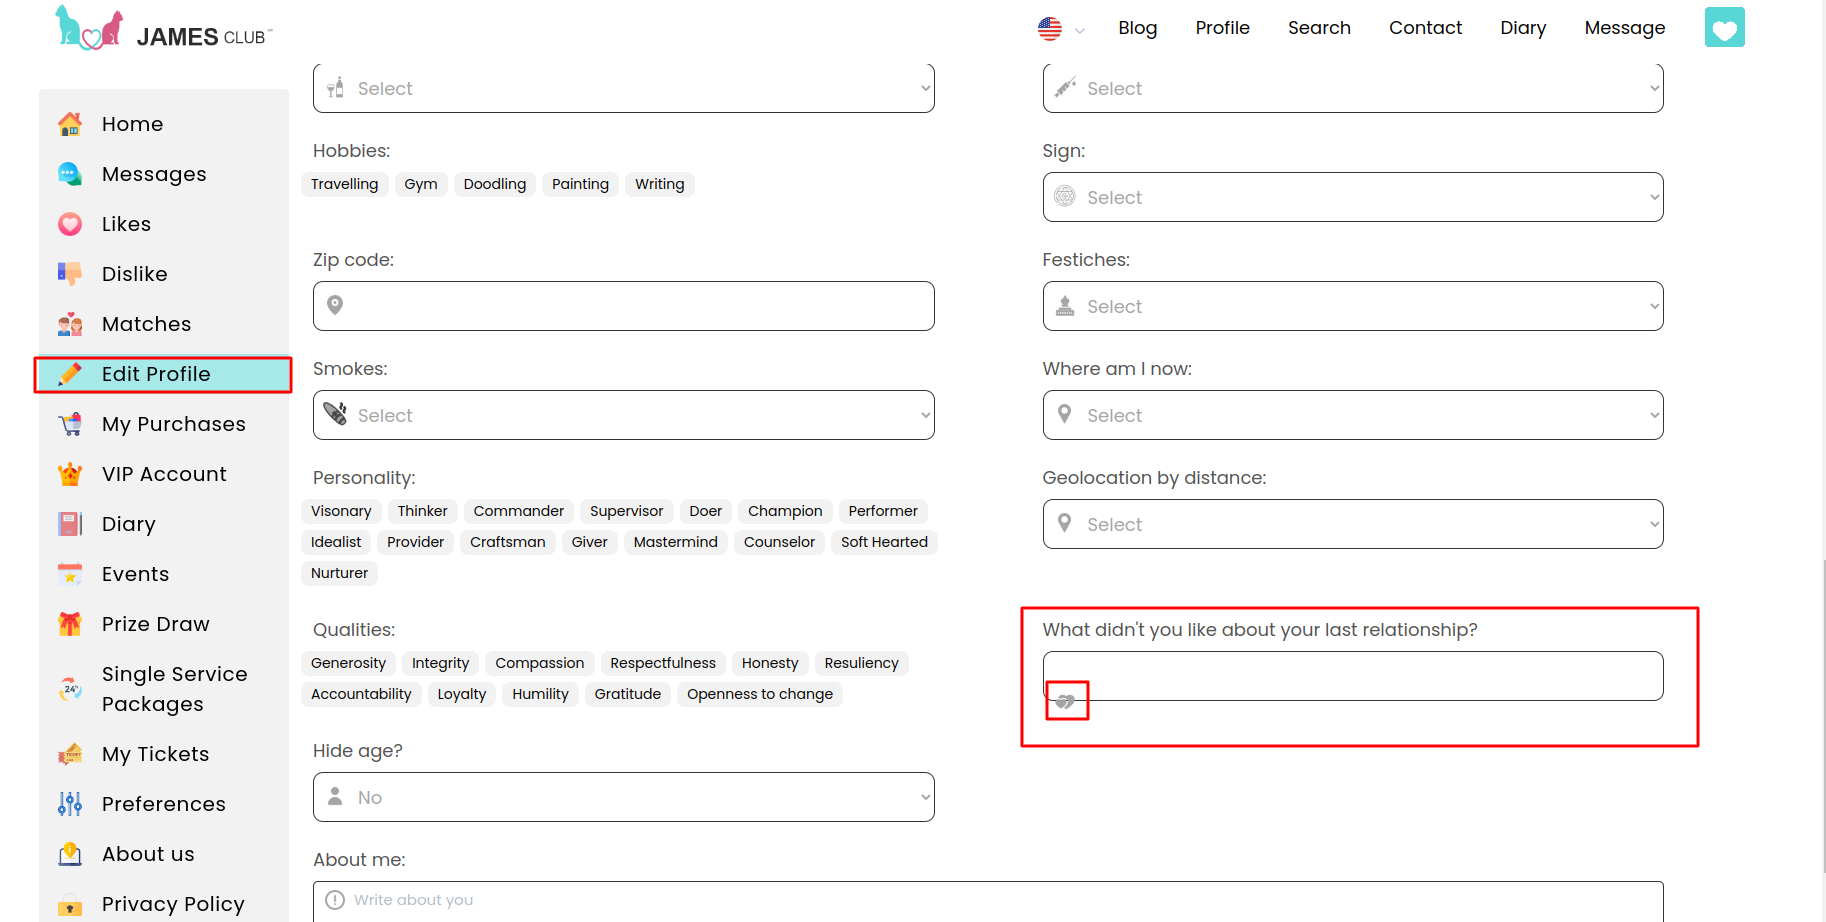 JAMES CLUB
Blog Profile Search Contact Diary Message
Home
Messages
Likes
Dislike
Matches
Edit Profile
My Purchases
VIP Account
Diary
Events
Prize Draw
Single Service
Packages
My Tickets
Preferences
About us
Privacy Policy
Select
Hobbies:
Travelling Gym Doodling Painting Writing
Zip code:
Smokes:
Select
Personality:
Visonary Thinker Commander Supervisor Doer Champion Performer
Idealist Provider Craftsman Giver Mastermind Counselor Soft Hearted
Nurturer
Qualities:
Generosity Integrity Compassion Respectfulness Honesty Resuliency
Accountability Loyalty Humility Gratitude Openness to change
Hide age?
No
Select
Sign:
Select
Festiches:
Select
Where am I now:
Select
Geolocation by distance:
Select
What didn't you like about your last relationship?
About me:
Write about you